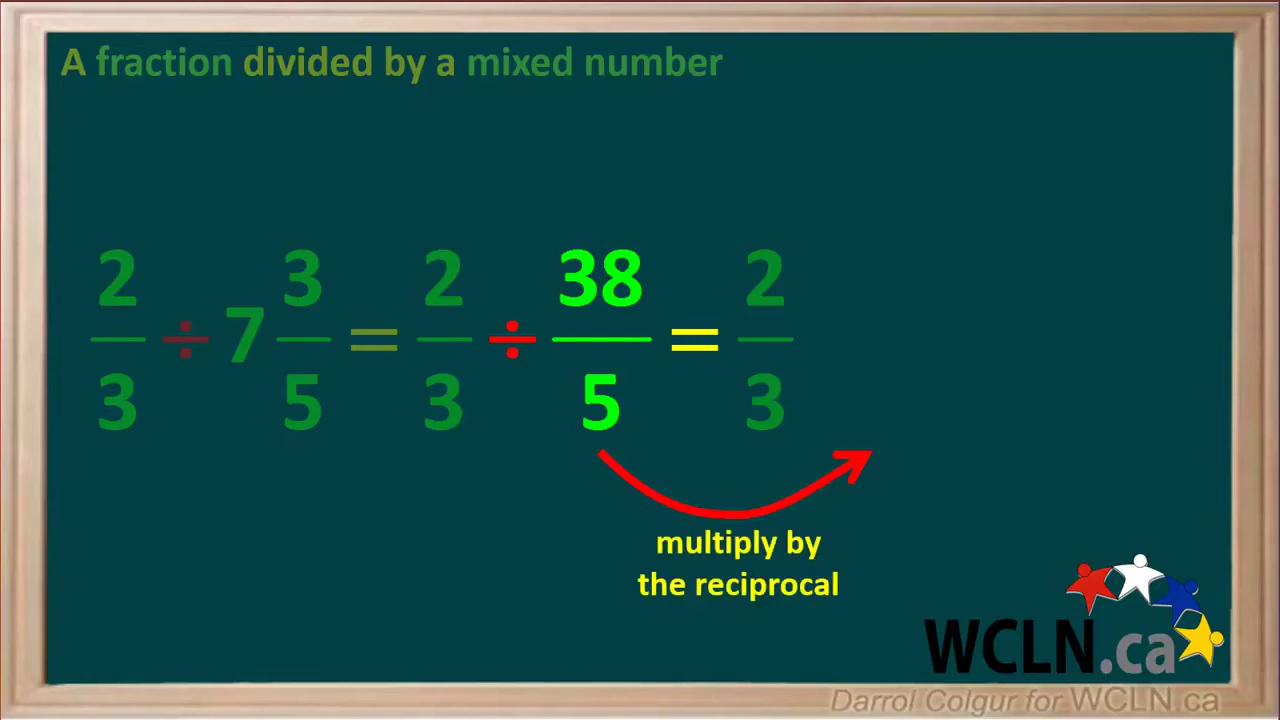 A fraction divided by a mixed number
2/3 ÷ 7 3/5 = 2/3 ÷ 38/5 = 2/3
multiply by
the reciprocal
WCLN.ca
Darrol Colgur for WCLN.ca